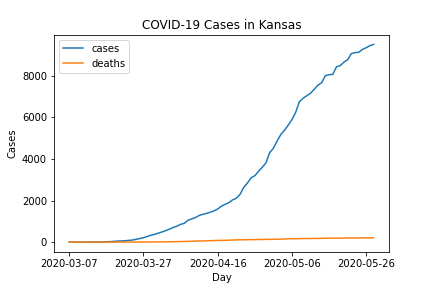 COVID-19 Cases in Kansas
cases
deaths
8000
6000
4000
2000
0
Cases
2020-03-07 2020-03-27 2020-04-16 2020-05-06 2020-05-26
Day